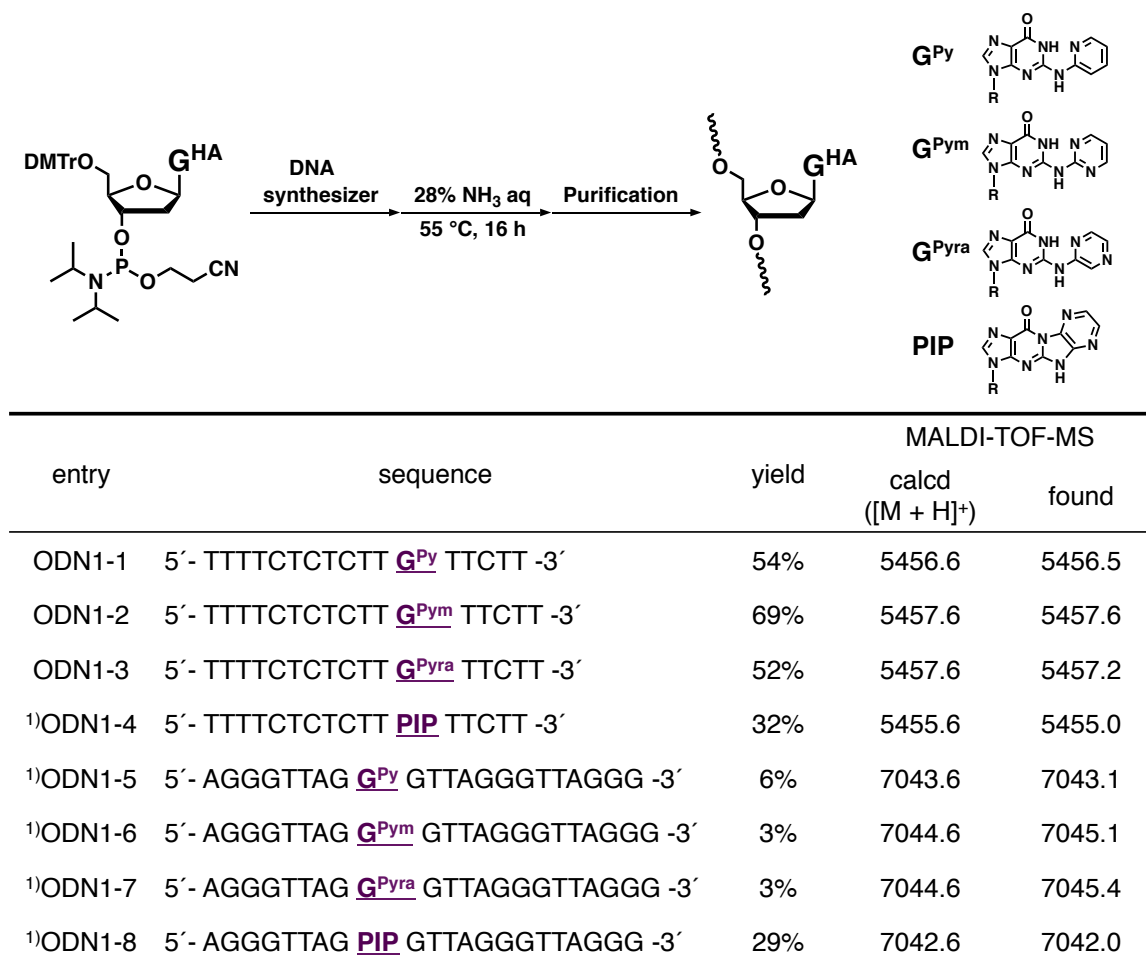 G^Py
G^Pym
G^Pyra
PIP
O
N
NH
N
N
N
N
H
R
O
N
NH
N
N
N
N
N
H
R
O
N
NH
N
N
N
N
N
H
R
O
N
N
N
N
N
N
N
H
R
DMTrO
O
G^HA
O
P
N
O
CN
DNA
synthesizer
28% NH3 aq
55 °C, 16 h
Purification
O
O
G^HA
O
MALDI-TOF-MS
entry sequence yield calcd ([M + H]+) found
ODN1-1 5´- TTTTCTCTCTT G^Py TTCTT -3´ 54% 5456.6 5456.5
ODN1-2 5´- TTTTCTCTCTT G^Pym TTCTT -3´ 69% 5457.6 5457.6
ODN1-3 5´- TTTTCTCTCTT G^Pyra TTCTT -3´ 52% 5457.6 5457.2
1)ODN1-4 5´- TTTTCTCTCTT PIP TTCTT -3´ 32% 5455.6 5455.0
1)ODN1-5 5´- AGGGTTAG G^Py GTTAGGGTTAGGG -3´ 6% 7043.6 7043.1
1)ODN1-6 5´- AGGGTTAG G^Pym GTTAGGGTTAGGG -3´ 3% 7044.6 7045.1
1)ODN1-7 5´- AGGGTTAG G^Pyra GTTAGGGTTAGGG -3´ 3% 7044.6 7045.4
1)ODN1-8 5´- AGGGTTAG PIP GTTAGGGTTAGGG -3´ 29% 7042.6 7042.0